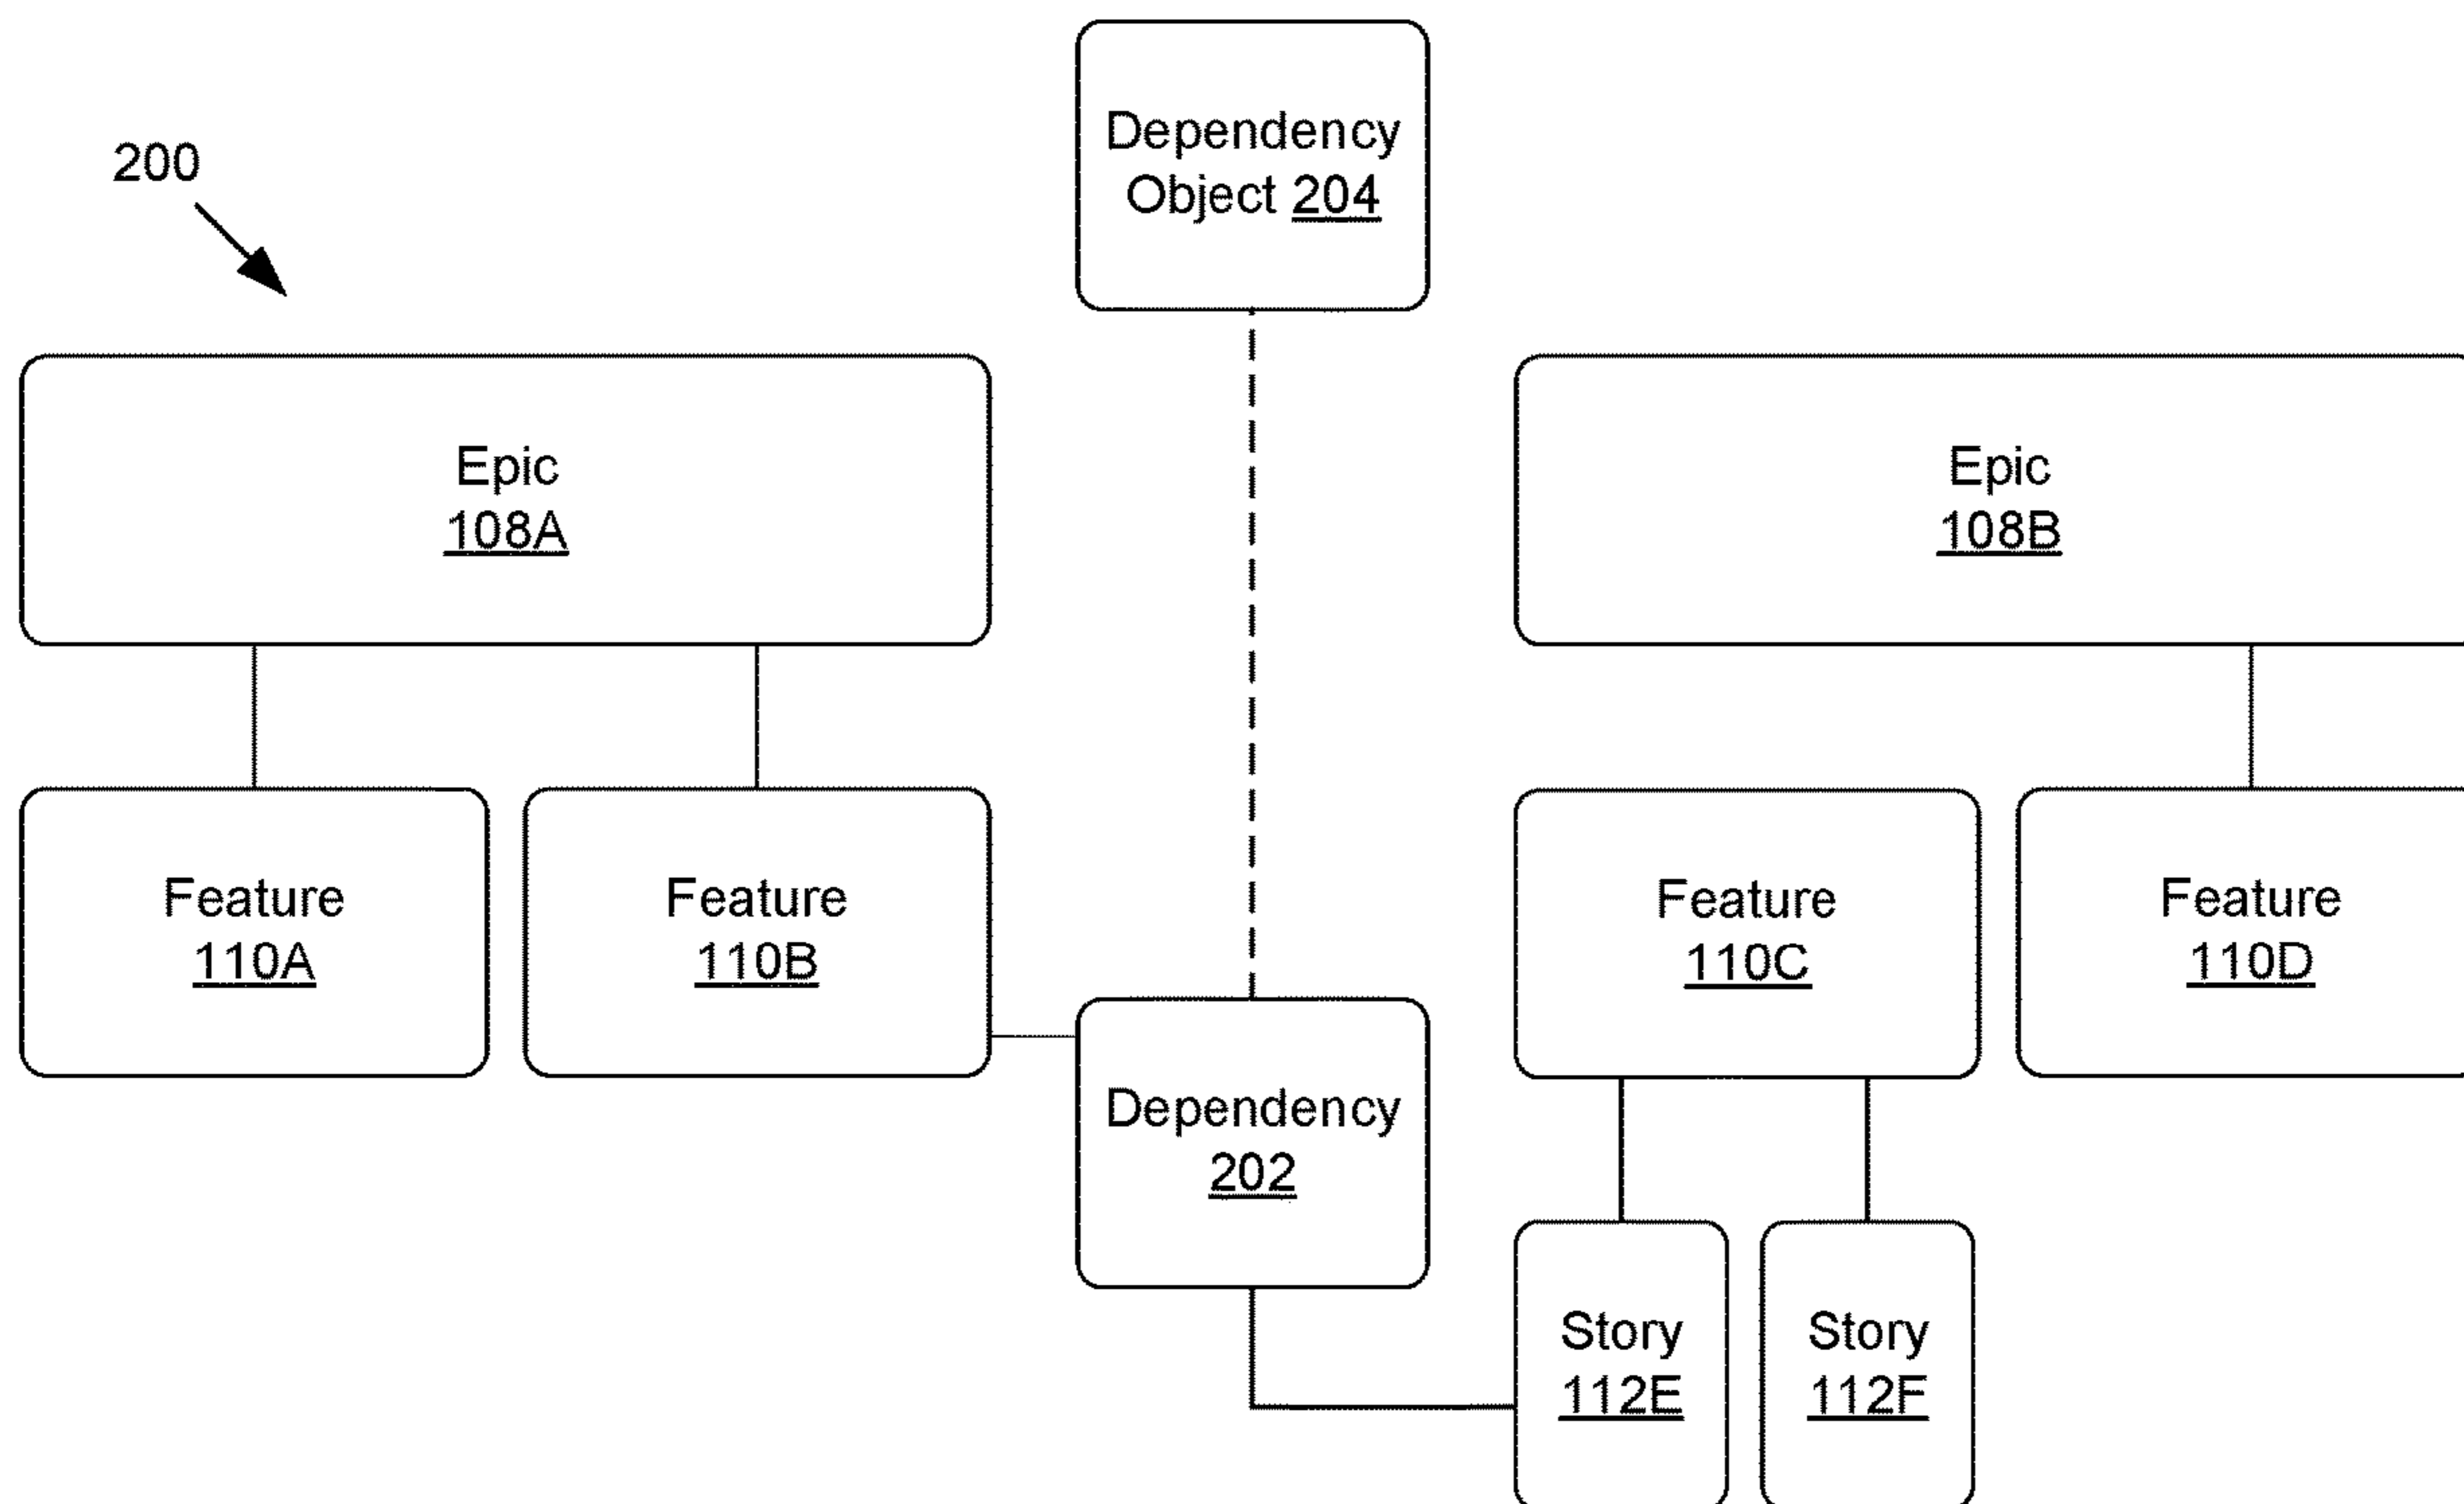 Dependency
Object 204
200
Epic
108A
Epic
108B
Feature
110A
Feature
110B
Feature
110C
Feature
110D
Dependency
202
Story
112E
Story
112F